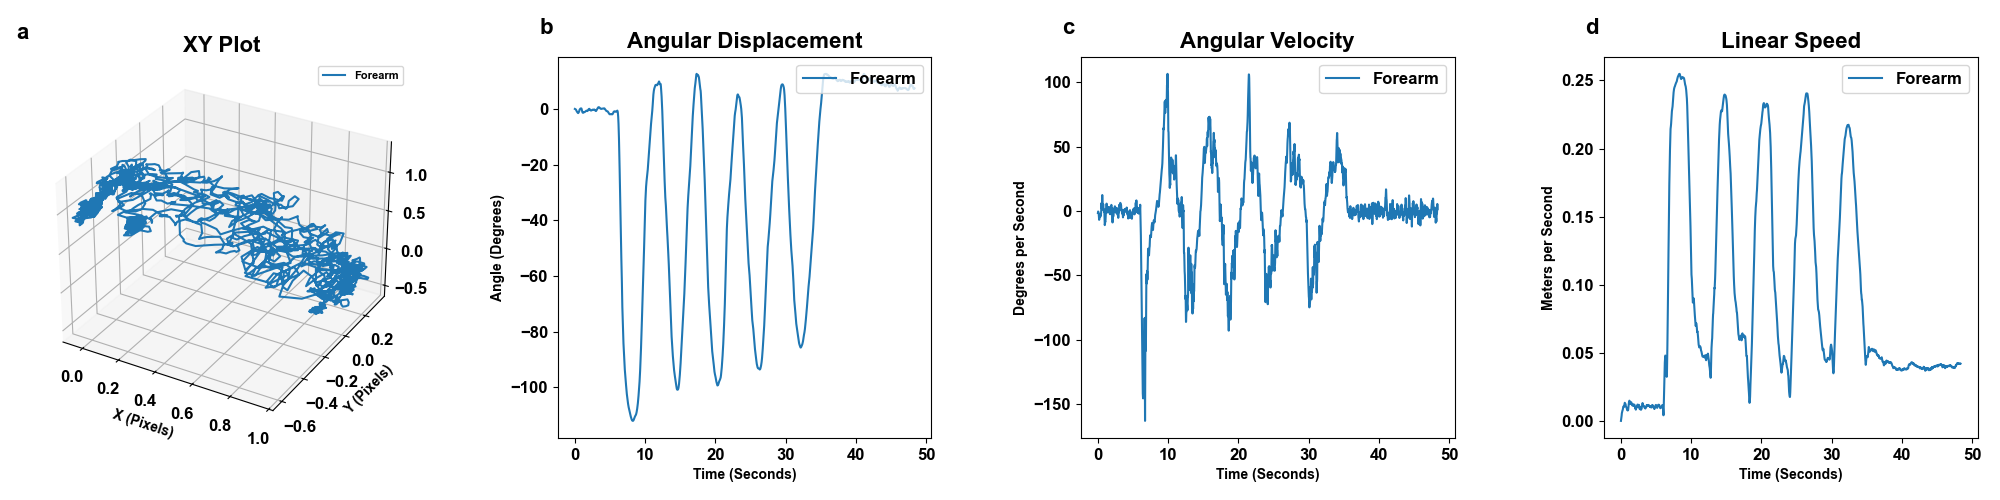 a
XY Plot
Forearm
1.0
0.5
0.0
−0.5
0.2
0.0
−0.2
−0.4
−0.6
Y (Pixels)
0.0
0.2
0.4
0.6
0.8
1.0
X (Pixels)
b
Angular Displacement
Forearm
0
−20
−40
−60
−80
−100
Angle (Degrees)
0 10 20 30 40 50
Time (Seconds)
c
Angular Velocity
Forearm
100
50
0
−50
−100
−150
Degrees per Second
0 10 20 30 40 50
Time (Seconds)
d
Linear Speed
Forearm
0.25
0.20
0.15
0.10
0.05
0.00
Meters per Second
0 10 20 30 40 50
Time (Seconds)